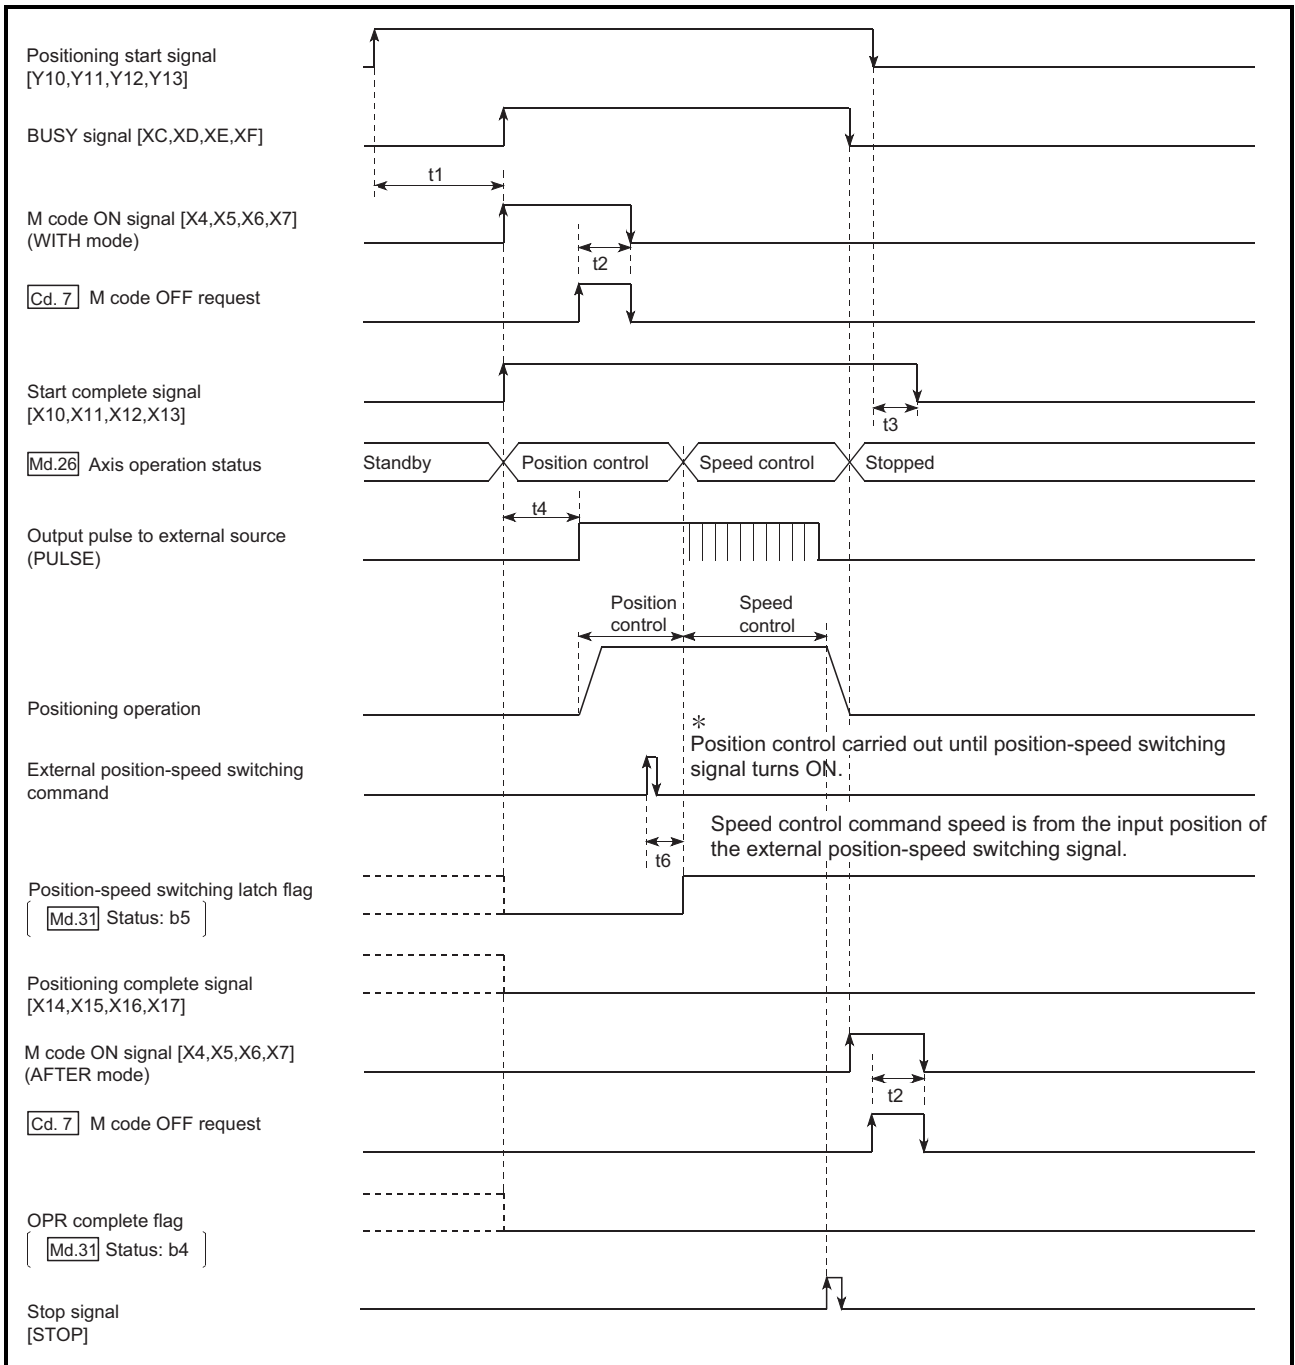 Positioning start signal
[Y10,Y11,Y12,Y13]
BUSY signal [XC,XD,XE,XF]
t1
M code ON signal [X4,X5,X6,X7]
(WITH mode)
t2
Cd. 7 M code OFF request
Start complete signal
[X10,X11,X12,X13]
t3
Md.26 Axis operation status
Standby
Position control
Speed control
Stopped
t4
Output pulse to external source
(PULSE)
Position
control
Speed
control
Positioning operation
*
Position control carried out until position-speed switching
signal turns ON.
External position-speed switching
command
Speed control command speed is from the input position of
the external position-speed switching signal.
t6
Position-speed switching latch flag
Md.31 Status: b5
Positioning complete signal
[X14,X15,X16,X17]
M code ON signal [X4,X5,X6,X7]
(AFTER mode)
t2
Cd. 7 M code OFF request
OPR complete flag
Md.31 Status: b4
Stop signal
[STOP]